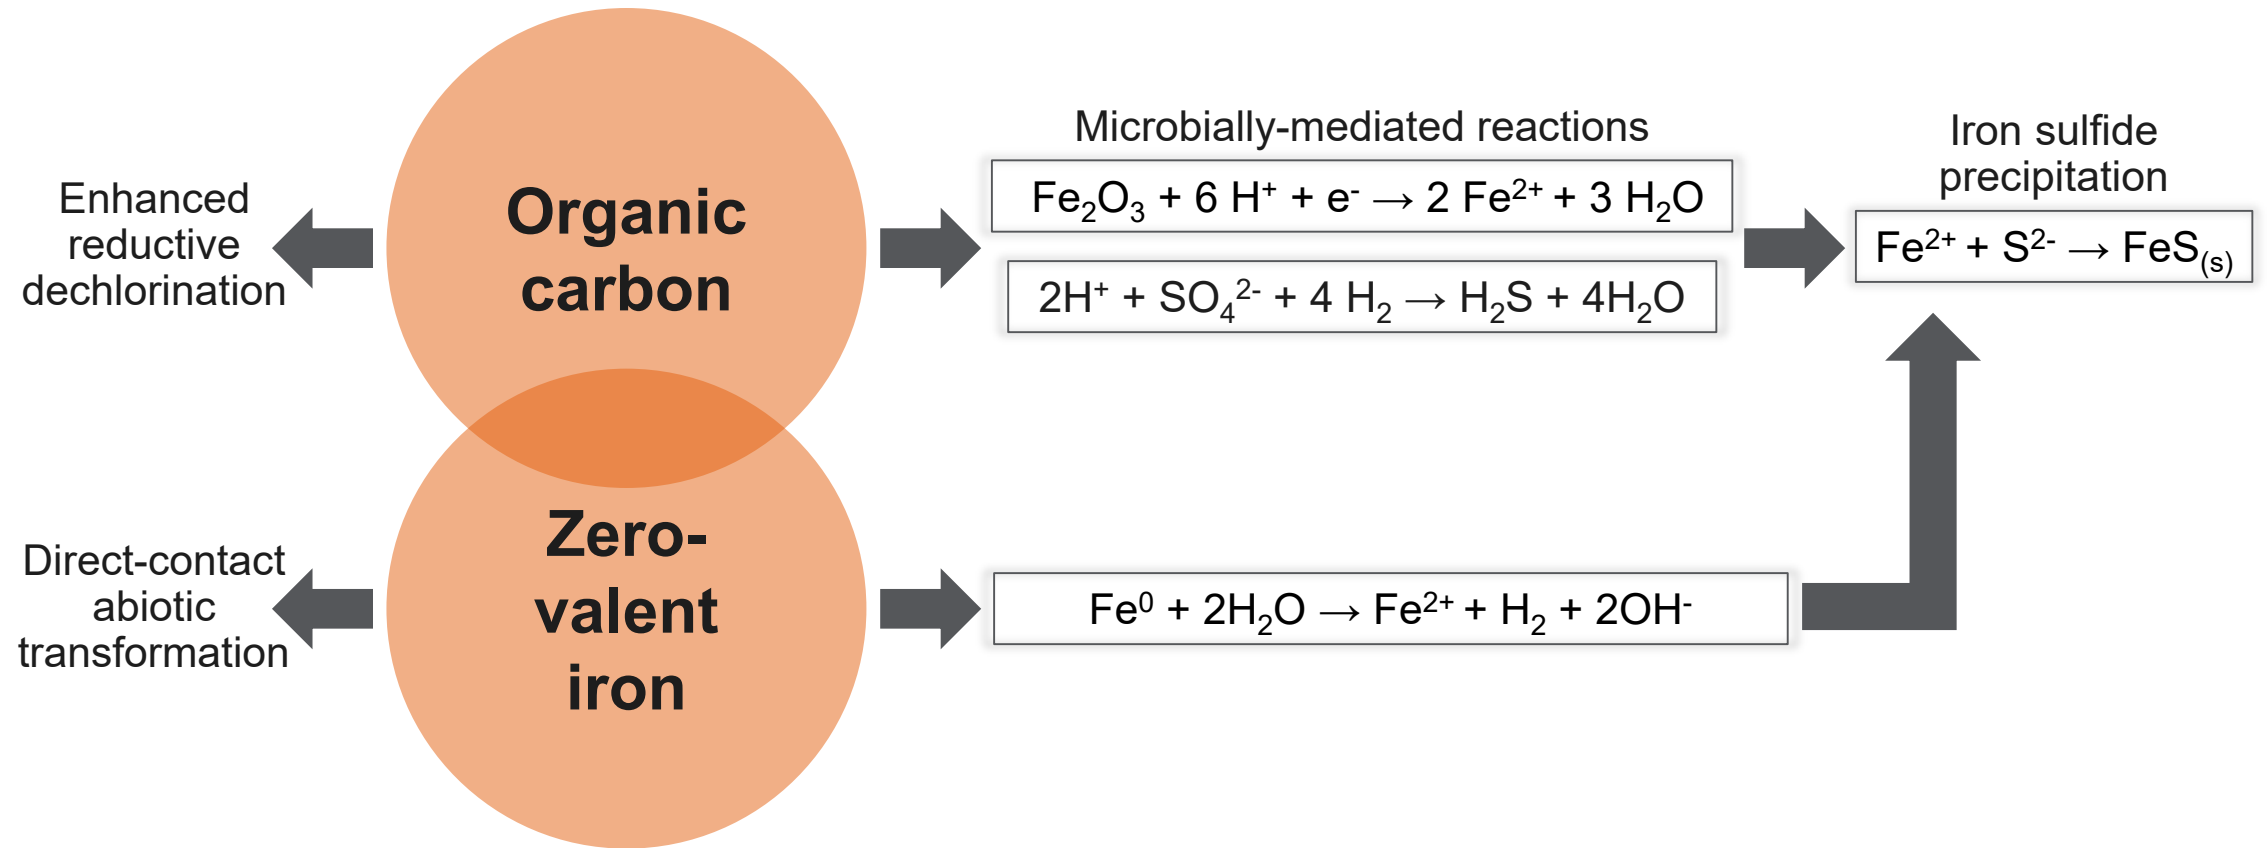 Enhanced
reductive
dechlorination
Organic
carbon
Microbially-mediated reactions
Fe₂O₃ + 6 H⁺ + e⁻ → 2 Fe²⁺ + 3 H₂O
2H⁺ + SO₄²⁻ + 4 H₂ → H₂S + 4H₂O
Iron sulfide
precipitation
Fe²⁺ + S²⁻ → FeS₍s₎
Direct-contact
abiotic
transformation
Zero-
valent
iron
Fe⁰ + 2H₂O → Fe²⁺ + H₂ + 2OH⁻